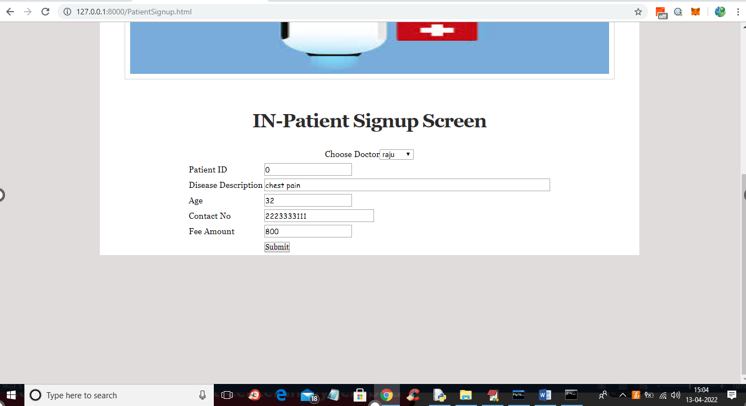 127.0.0.1:8000/PatientSignup.html
off
IN-Patient Signup Screen
Choose Doctor raju
Patient ID 0
Disease Description chest pain
Age 32
Contact No 2223333111
Fee Amount 800
Submit
Type here to search
18
15:04
13-04-2022